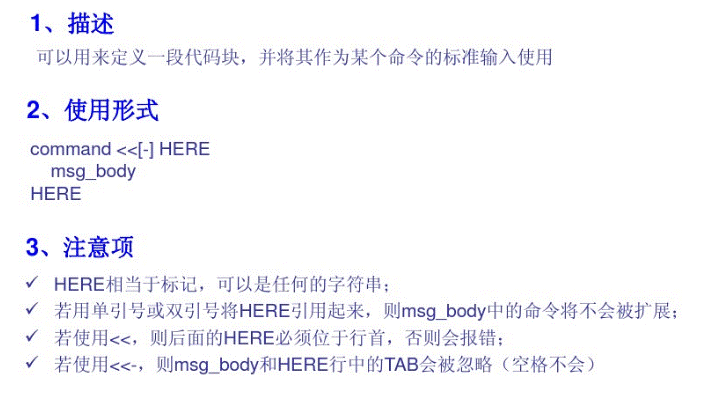 1、描述
可以用来定义一段代码块，并将其作为某个命令的标准输入使用
2、使用形式
command <<[-] HERE
msg_body
HERE
3、注意项
✓ HERE相当于标记，可以是任何的字符串；
✓ 若用单引号或双引号将HERE引用起来，则msg_body中的命令将不会被扩展；
✓ 若使用<<，则后面的HERE必须位于行首，否则会报错；
✓ 若使用<<-，则msg_body和HERE行中的TAB会被忽略（空格不会）